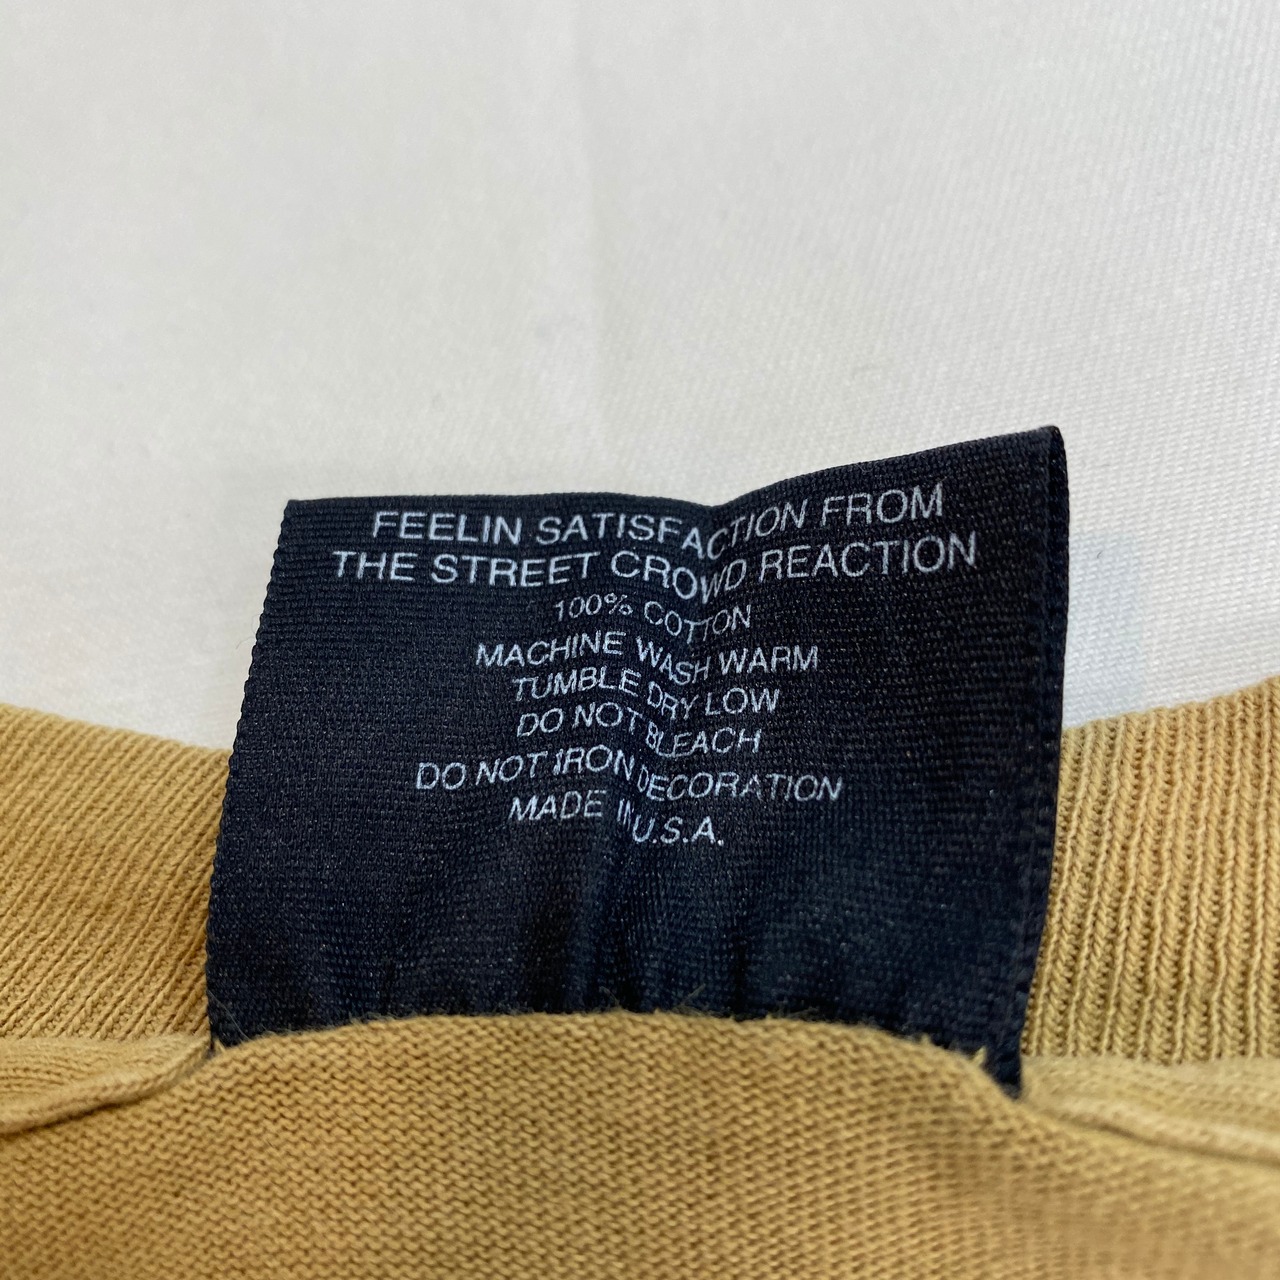 FEELIN SATISFACTION FROM
THE STREET CROWD REACTION
100% COTTON
MACHINE WASH WARM
TUMBLE DRY LOW
DO NOT BLEACH
DO NOT IRON DECORATION
MADE IN U.S.A.